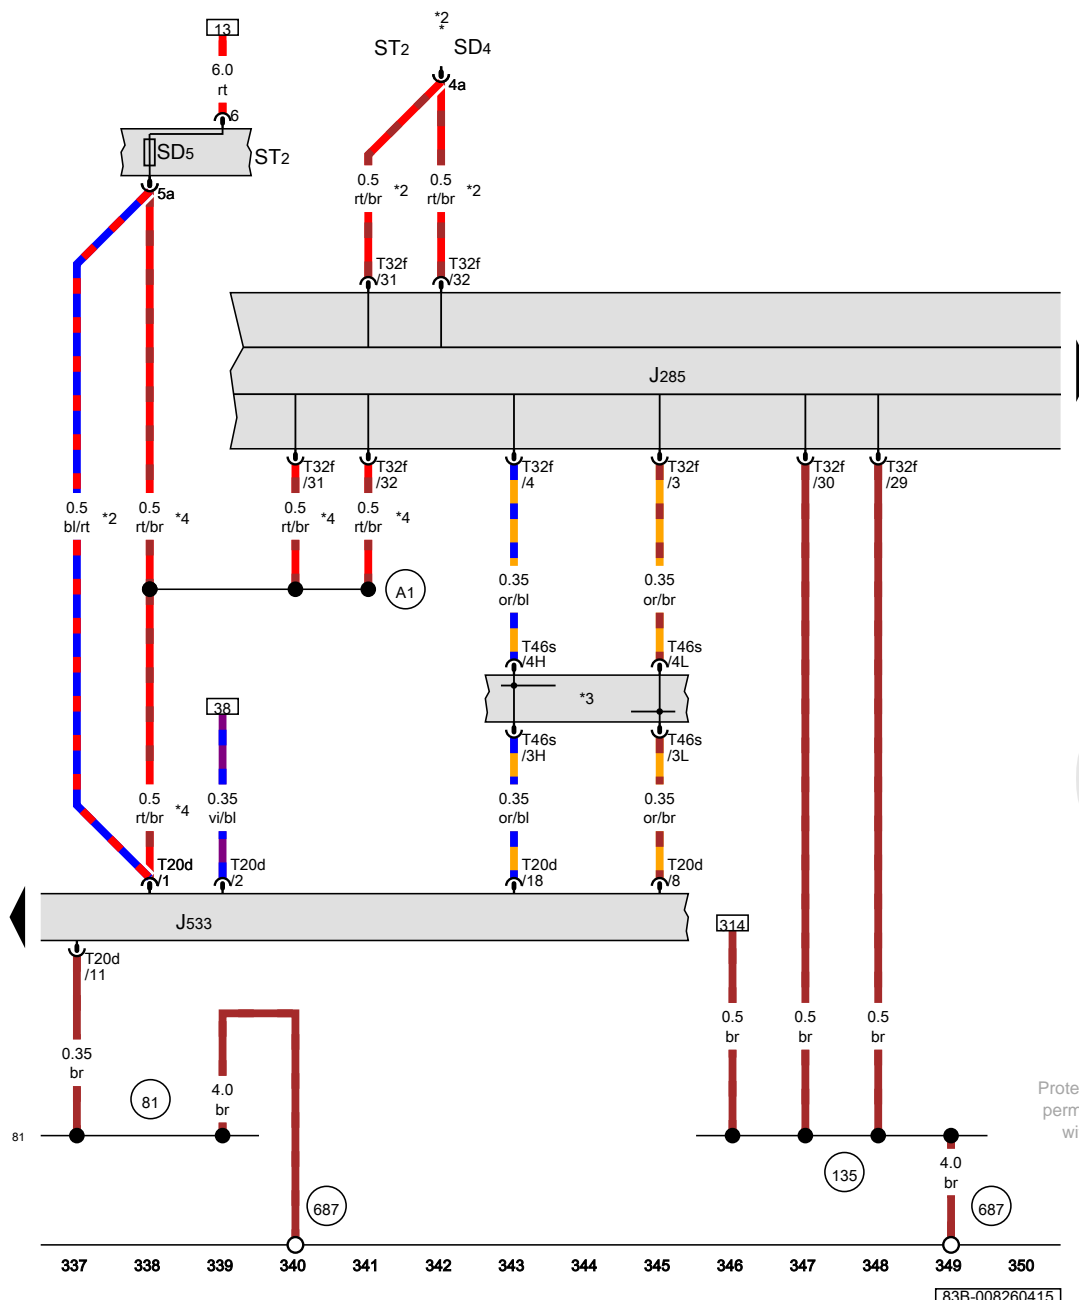 13
*2
*
ST2
SD4
6.0
rt
6
4a
SD5
ST2
5a
0.5
rt/br
*2
0.5
rt/br
*2
T32f
/31
T32f
/32
J285
T32f
/31
T32f
/32
T32f
/4
T32f
/3
T32f
/30
T32f
/29
0.5
bl/rt
*2
0.5
rt/br
*4
0.5
rt/br
*4
0.5
rt/br
*4
A1
0.35
or/bl
0.35
or/br
T46s
/4H
T46s
/4L
*3
38
T46s
/3H
T46s
/3L
0.5
rt/br
*4
0.35
vi/bl
0.35
or/bl
0.35
or/br
T20d
/1
T20d
/2
T20d
/18
T20d
/8
J533
314
T20d
/11
0.5
br
0.5
br
0.5
br
0.35
br
81
4.0
br
Prote
perm
wi
81
135
4.0
br
687
687
337 338 339 340 341 342 343 344 345 346 347 348 349 350
83B-008260415